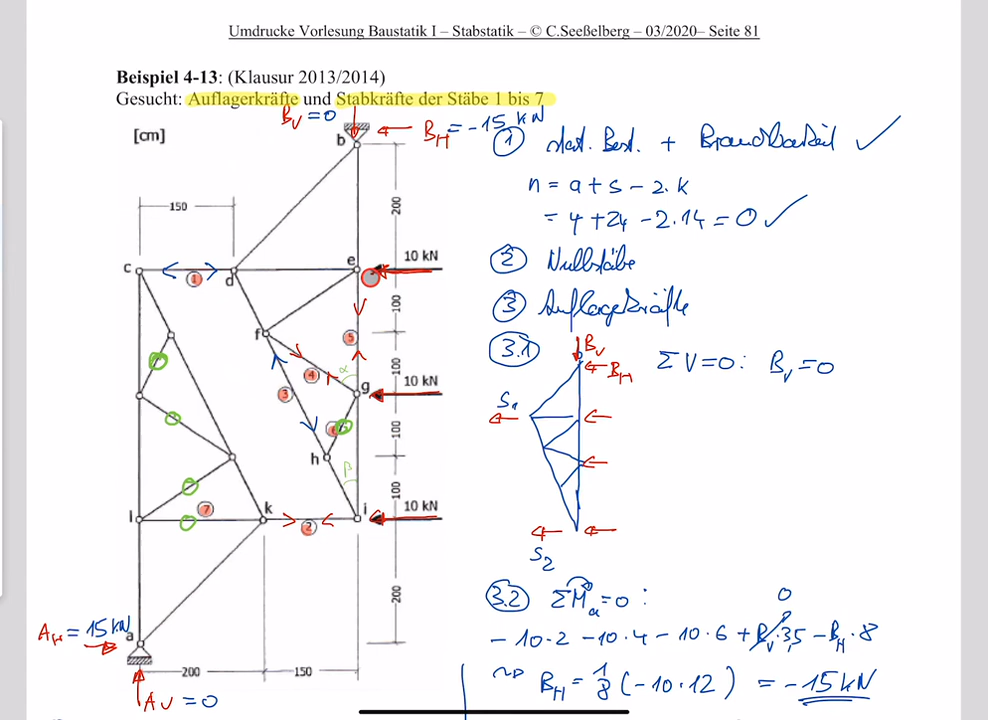 Umdrucke Vorlesung Baustatik I – Stabstatik – © C.Seeßelberg – 03/2020– Seite 81
Beispiel 4-13: (Klausur 2013/2014)
Gesucht: Auflagerkräfte und Stabkräfte der Stäbe 1 bis 7
[cm]
B_V = 0
B_H = -15 kN
b
150
200
c
d
e
10 kN
1
100
f
5
4
α
100
g
10 kN
3
6
100
h
β
100
l
7
k
i
10 kN
2
200
A_H = 15 kN
a
200
150
A_V = 0
① stat. Best. + Brauchbarkeit ✓
n = a + s - 2·k
= 4 + 24 - 2·14 = 0 ✓
② Nullstäbe
③ Auflagerkräfte
3.1
B_V
B_H
ΣV = 0: B_V = 0
S_1
S_2
3.2 ΣM_a = 0:
0
- 10·2 - 10·4 - 10·6 + B_V·3,5 - B_H·8
B_H = 1/8 (-10·12) = -15 kN